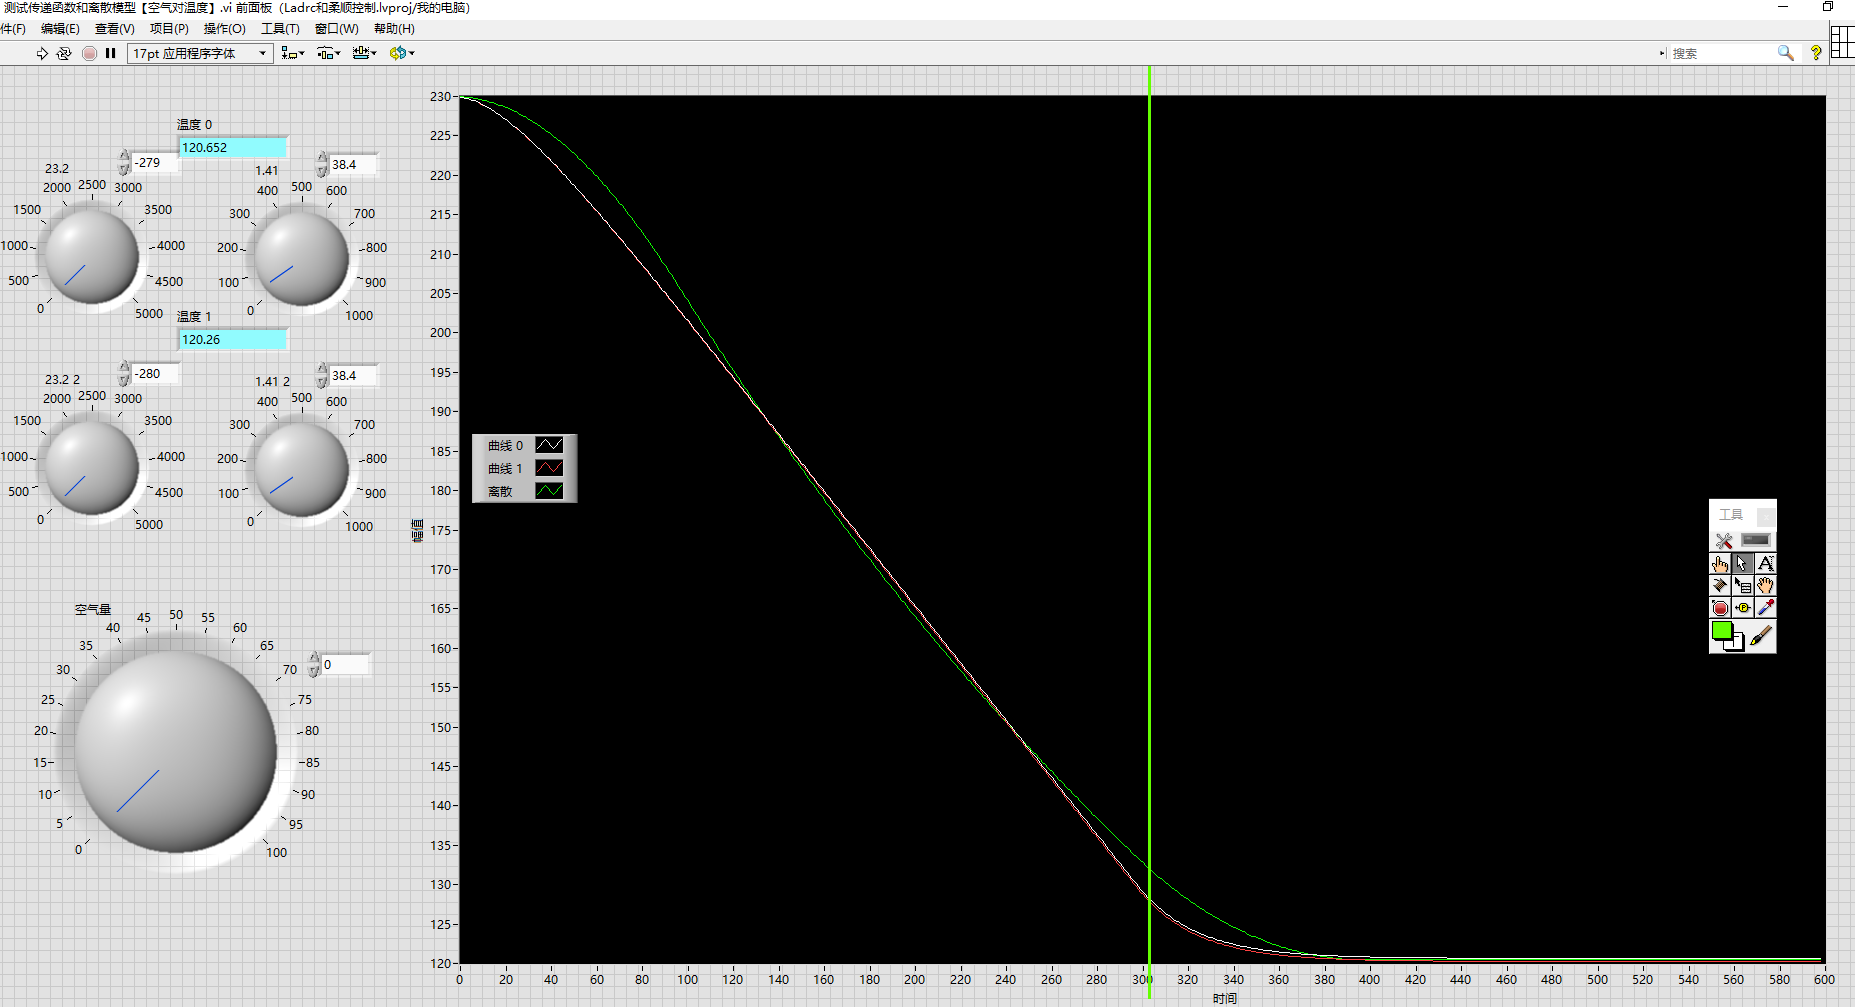 测试传递函数和离散模型【空气对温度】.vi 前面板（Ladrc和柔顺控制.lvproj/我的电脑）
件(F) 编辑(E) 查看(V) 项目(P) 操作(O) 工具(T) 窗口(W) 帮助(H)
17pt 应用程序字体
搜索
?
温度 0
120.652
23.2
-279
1.41
38.4
0 500 1000 1500 2000 2500 3000 3500 4000 4500 5000
0 100 200 300 400 500 600 700 800 900 1000
温度 1
120.26
23.2 2
-280
1.41 2
38.4
0 500 1000 1500 2000 2500 3000 3500 4000 4500 5000
0 100 200 300 400 500 600 700 800 900 1000
空气量
0
0 5 10 15 20 25 30 35 40 45 50 55 60 65 70 75 80 85 90 95 100
幅值
230
225
220
215
210
205
200
195
190
185
180
175
170
165
160
155
150
145
140
135
130
125
120
曲线 0
曲线 1
离散
工具
0 20 40 60 80 100 120 140 160 180 200 220 240 260 280 300 320 340 360 380 400 420 440 460 480 500 520 540 560 580 600
时间